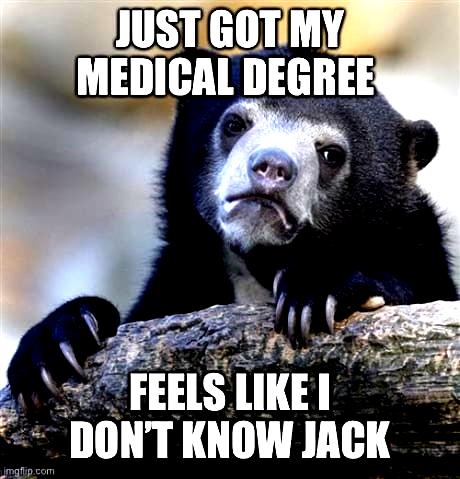 JUST GOT MY
MEDICAL DEGREE
FEELS LIKE I
DON'T KNOW JACK
imgflip.com